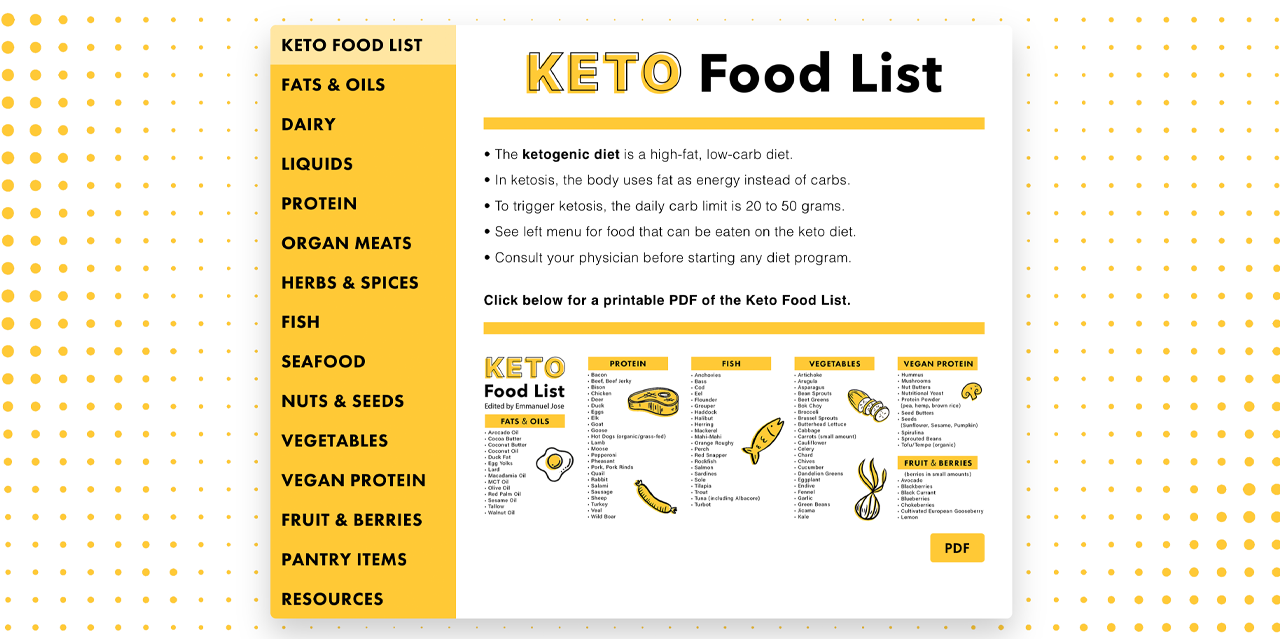 KETO FOOD LIST
FATS & OILS
DAIRY
LIQUIDS
PROTEIN
ORGAN MEATS
HERBS & SPICES
FISH
SEAFOOD
NUTS & SEEDS
VEGETABLES
VEGAN PROTEIN
FRUIT & BERRIES
PANTRY ITEMS
RESOURCES
KETO Food List
• The ketogenic diet is a high-fat, low-carb diet.
• In ketosis, the body uses fat as energy instead of carbs.
• To trigger ketosis, the daily carb limit is 20 to 50 grams.
• See left menu for food that can be eaten on the keto diet.
• Consult your physician before starting any diet program.
Click below for a printable PDF of the Keto Food List.
KETO
Food List
Edited by Emmanuel Jose
FATS & OILS
• Avocado Oil
• Cocoa Butter
• Coconut Butter
• Coconut Oil
• Duck Fat
• Egg Yolks
• Lard
• Macadamia Oil
• MCT Oil
• Olive Oil
• Red Palm Oil
• Sesame Oil
• Tallow
• Walnut Oil
PROTEIN
• Bacon
• Beef, Beef Jerky
• Bison
• Chicken
• Deer
• Duck
• Eggs
• Elk
• Goat
• Goose
• Hot Dogs (organic/grass-fed)
• Lamb
• Moose
• Pepperoni
• Pheasant
• Pork, Pork Rinds
• Quail
• Rabbit
• Salami
• Sausage
• Sheep
• Turkey
• Veal
• Wild Boar
FISH
• Anchovies
• Bass
• Cod
• Eel
• Flounder
• Grouper
• Haddock
• Halibut
• Herring
• Mackerel
• Mahi-Mahi
• Orange Roughy
• Perch
• Red Snapper
• Rockfish
• Salmon
• Sardines
• Sole
• Tilapia
• Trout
• Tuna (including Albacore)
• Turbot
VEGETABLES
• Artichoke
• Arugula
• Asparagus
• Bean Sprouts
• Beet Greens
• Bok Choy
• Broccoli
• Brussel Sprouts
• Butterhead Lettuce
• Cabbage
• Carrots (small amount)
• Cauliflower
• Celery
• Chard
• Chives
• Cucumber
• Dandelion Greens
• Eggplant
• Endive
• Fennel
• Garlic
• Green Beans
• Jicama
• Kale
VEGAN PROTEIN
• Hummus
• Mushrooms
• Nut Butters
• Nutritional Yeast
• Protein Powder
(pea, hemp, brown rice)
• Seed Butters
• Seeds
(Sunflower, Sesame, Pumpkin)
• Spirulina
• Sprouted Beans
• Tofu/Tempe (organic)
FRUIT & BERRIES
(berries in small amounts)
• Avocado
• Blackberries
• Black Currant
• Blueberries
• Chokeberries
• Cultivated European Gooseberry
• Lemon
PDF